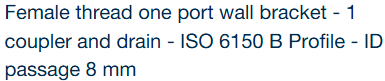 Female thread one port wall bracket - 1
coupler and drain - ISO 6150 B Profile - ID
passage 8 mm